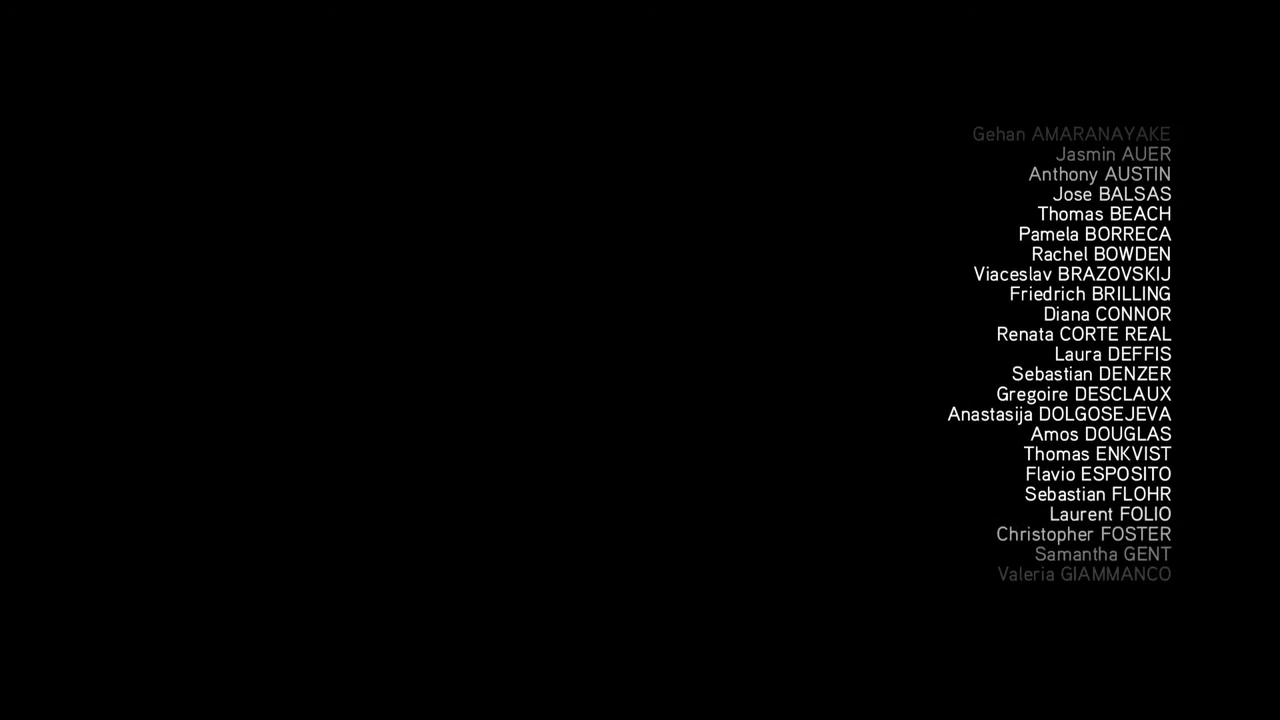 Gehan AMARANAYAKE
Jasmin AUER
Anthony AUSTIN
Jose BALSAS
Thomas BEACH
Pamela BORRECA
Rachel BOWDEN
Viaceslav BRAZOVSKIJ
Friedrich BRILLING
Diana CONNOR
Renata CORTE REAL
Laura DEFFIS
Sebastian DENZER
Gregoire DESCLAUX
Anastasija DOLGOSEJEVA
Amos DOUGLAS
Thomas ENKVIST
Flavio ESPOSITO
Sebastian FLOHR
Laurent FOLIO
Christopher FOSTER
Samantha GENT
Valeria GIAMMANCO